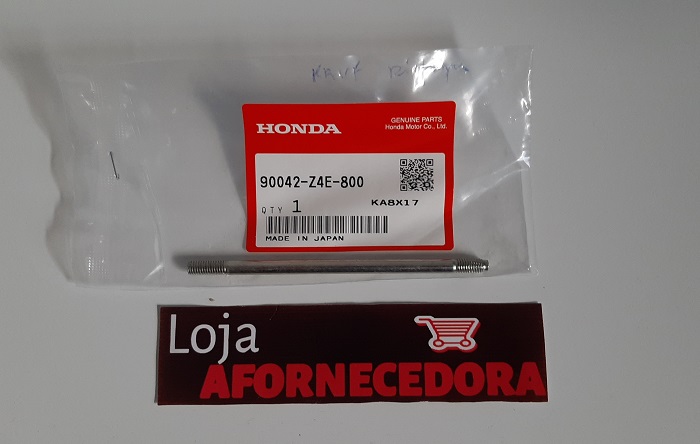 HONDA
GENUINE PARTS
Honda Motor Co., Ltd.
90042-Z4E-800
QTY 1
KA8X17
MADE IN JAPAN
Loja
AFORNECEDORA